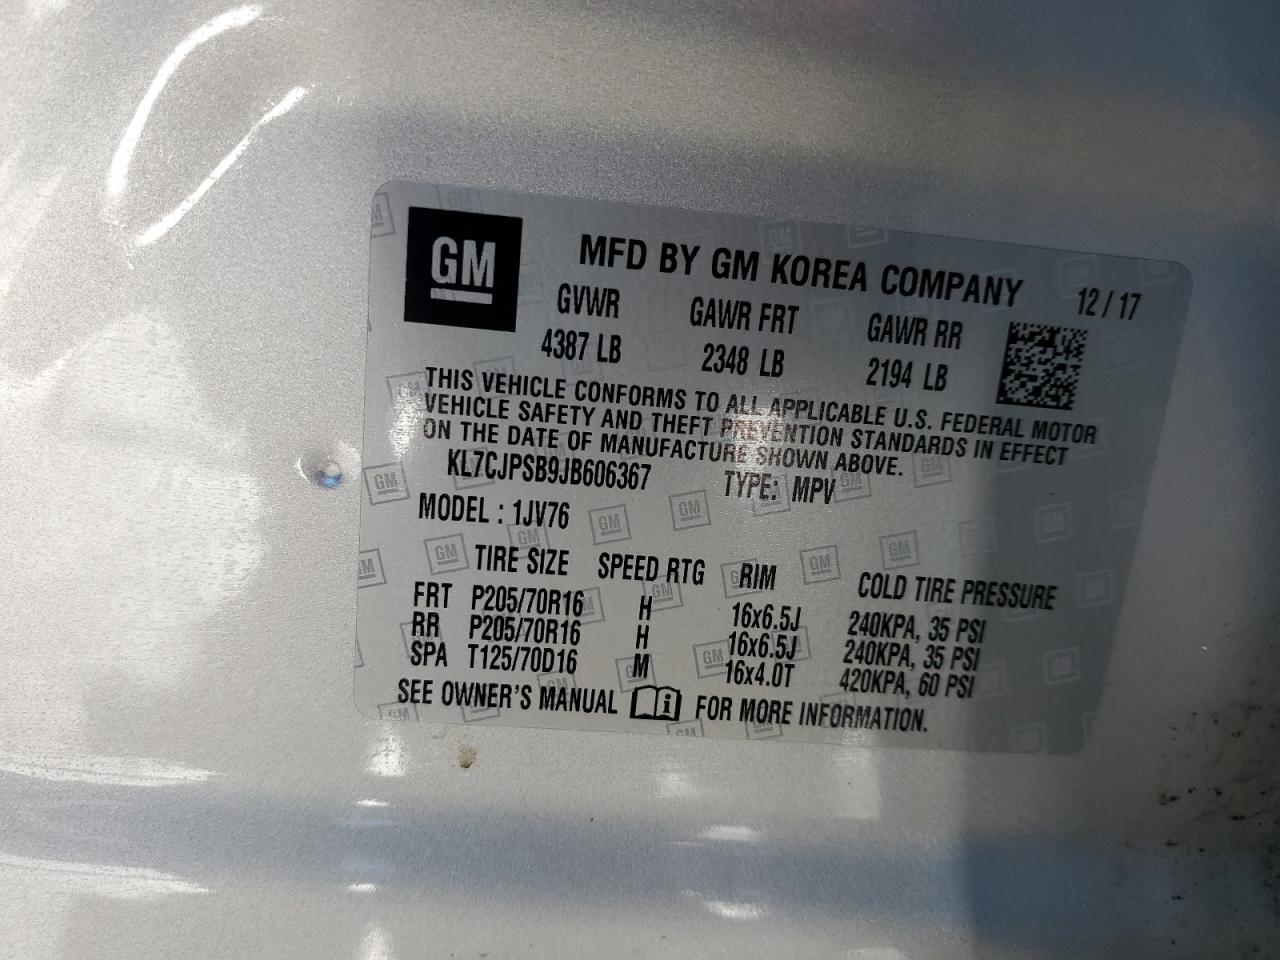 GM
MFD BY GM KOREA COMPANY 12 / 17
GVWR GAWR FRT GAWR RR
4387 LB 2348 LB 2194 LB
THIS VEHICLE CONFORMS TO ALL APPLICABLE U.S. FEDERAL MOTOR
VEHICLE SAFETY AND THEFT PREVENTION STANDARDS IN EFFECT
ON THE DATE OF MANUFACTURE SHOWN ABOVE.
KL7CJPSB9JB606367 TYPE: MPV
MODEL : 1JV76
TIRE SIZE SPEED RTG RIM COLD TIRE PRESSURE
FRT P205/70R16 H 16x6.5J 240KPA, 35 PSI
RR P205/70R16 H 16x6.5J 240KPA, 35 PSI
SPA T125/70D16 M 16x4.0T 420KPA, 60 PSI
SEE OWNER'S MANUAL i FOR MORE INFORMATION.